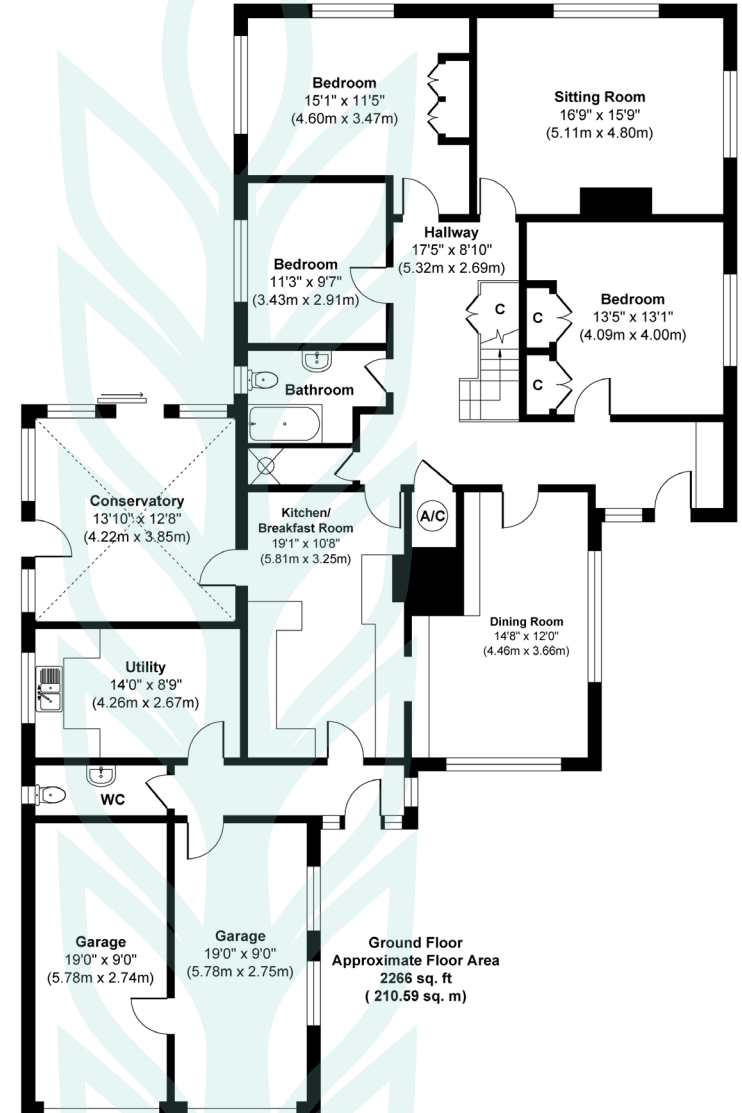 Bedroom
15'1" x 11'5"
(4.60m x 3.47m)
Sitting Room
16'9" x 15'9"
(5.11m x 4.80m)
Hallway
17'5" x 8'10"
(5.32m x 2.69m)
Bedroom
11'3" x 9'7"
(3.43m x 2.91m)
Bedroom
13'5" x 13'1"
(4.09m x 4.00m)
C
C
C
Bathroom
Conservatory
13'10" x 12'8"
(4.22m x 3.85m)
Kitchen/
Breakfast Room
19'1" x 10'8"
(5.81m x 3.25m)
A/C
Dining Room
14'8" x 12'0"
(4.46m x 3.66m)
Utility
14'0" x 8'9"
(4.26m x 2.67m)
WC
Garage
19'0" x 9'0"
(5.78m x 2.74m)
Garage
19'0" x 9'0"
(5.78m x 2.75m)
Ground Floor
Approximate Floor Area
2266 sq. ft
( 210.59 sq. m)